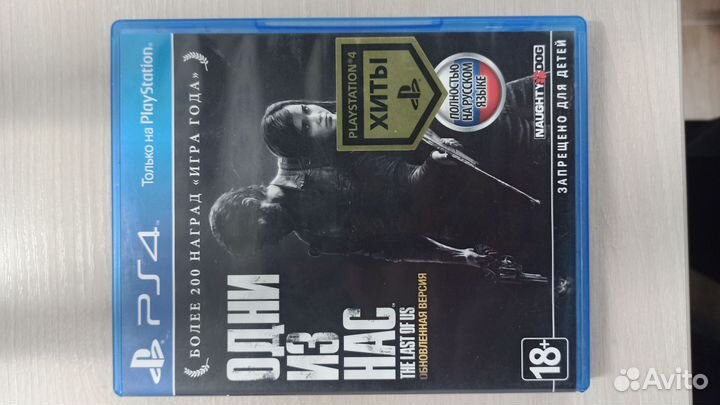 PS4
Только на PlayStation®
БОЛЕЕ 200 НАГРАД «ИГРА ГОДА»
PLAYSTATION®4
ХИТЫ
ПОЛНОСТЬЮ
НА РУССКОМ
ЯЗЫКЕ
ОДНИ
ИЗ
НАС™
THE LAST OF US
ОБНОВЛЕННАЯ ВЕРСИЯ
18+
NAUGHTY DOG
ЗАПРЕЩЕНО ДЛЯ ДЕТЕЙ
Avito